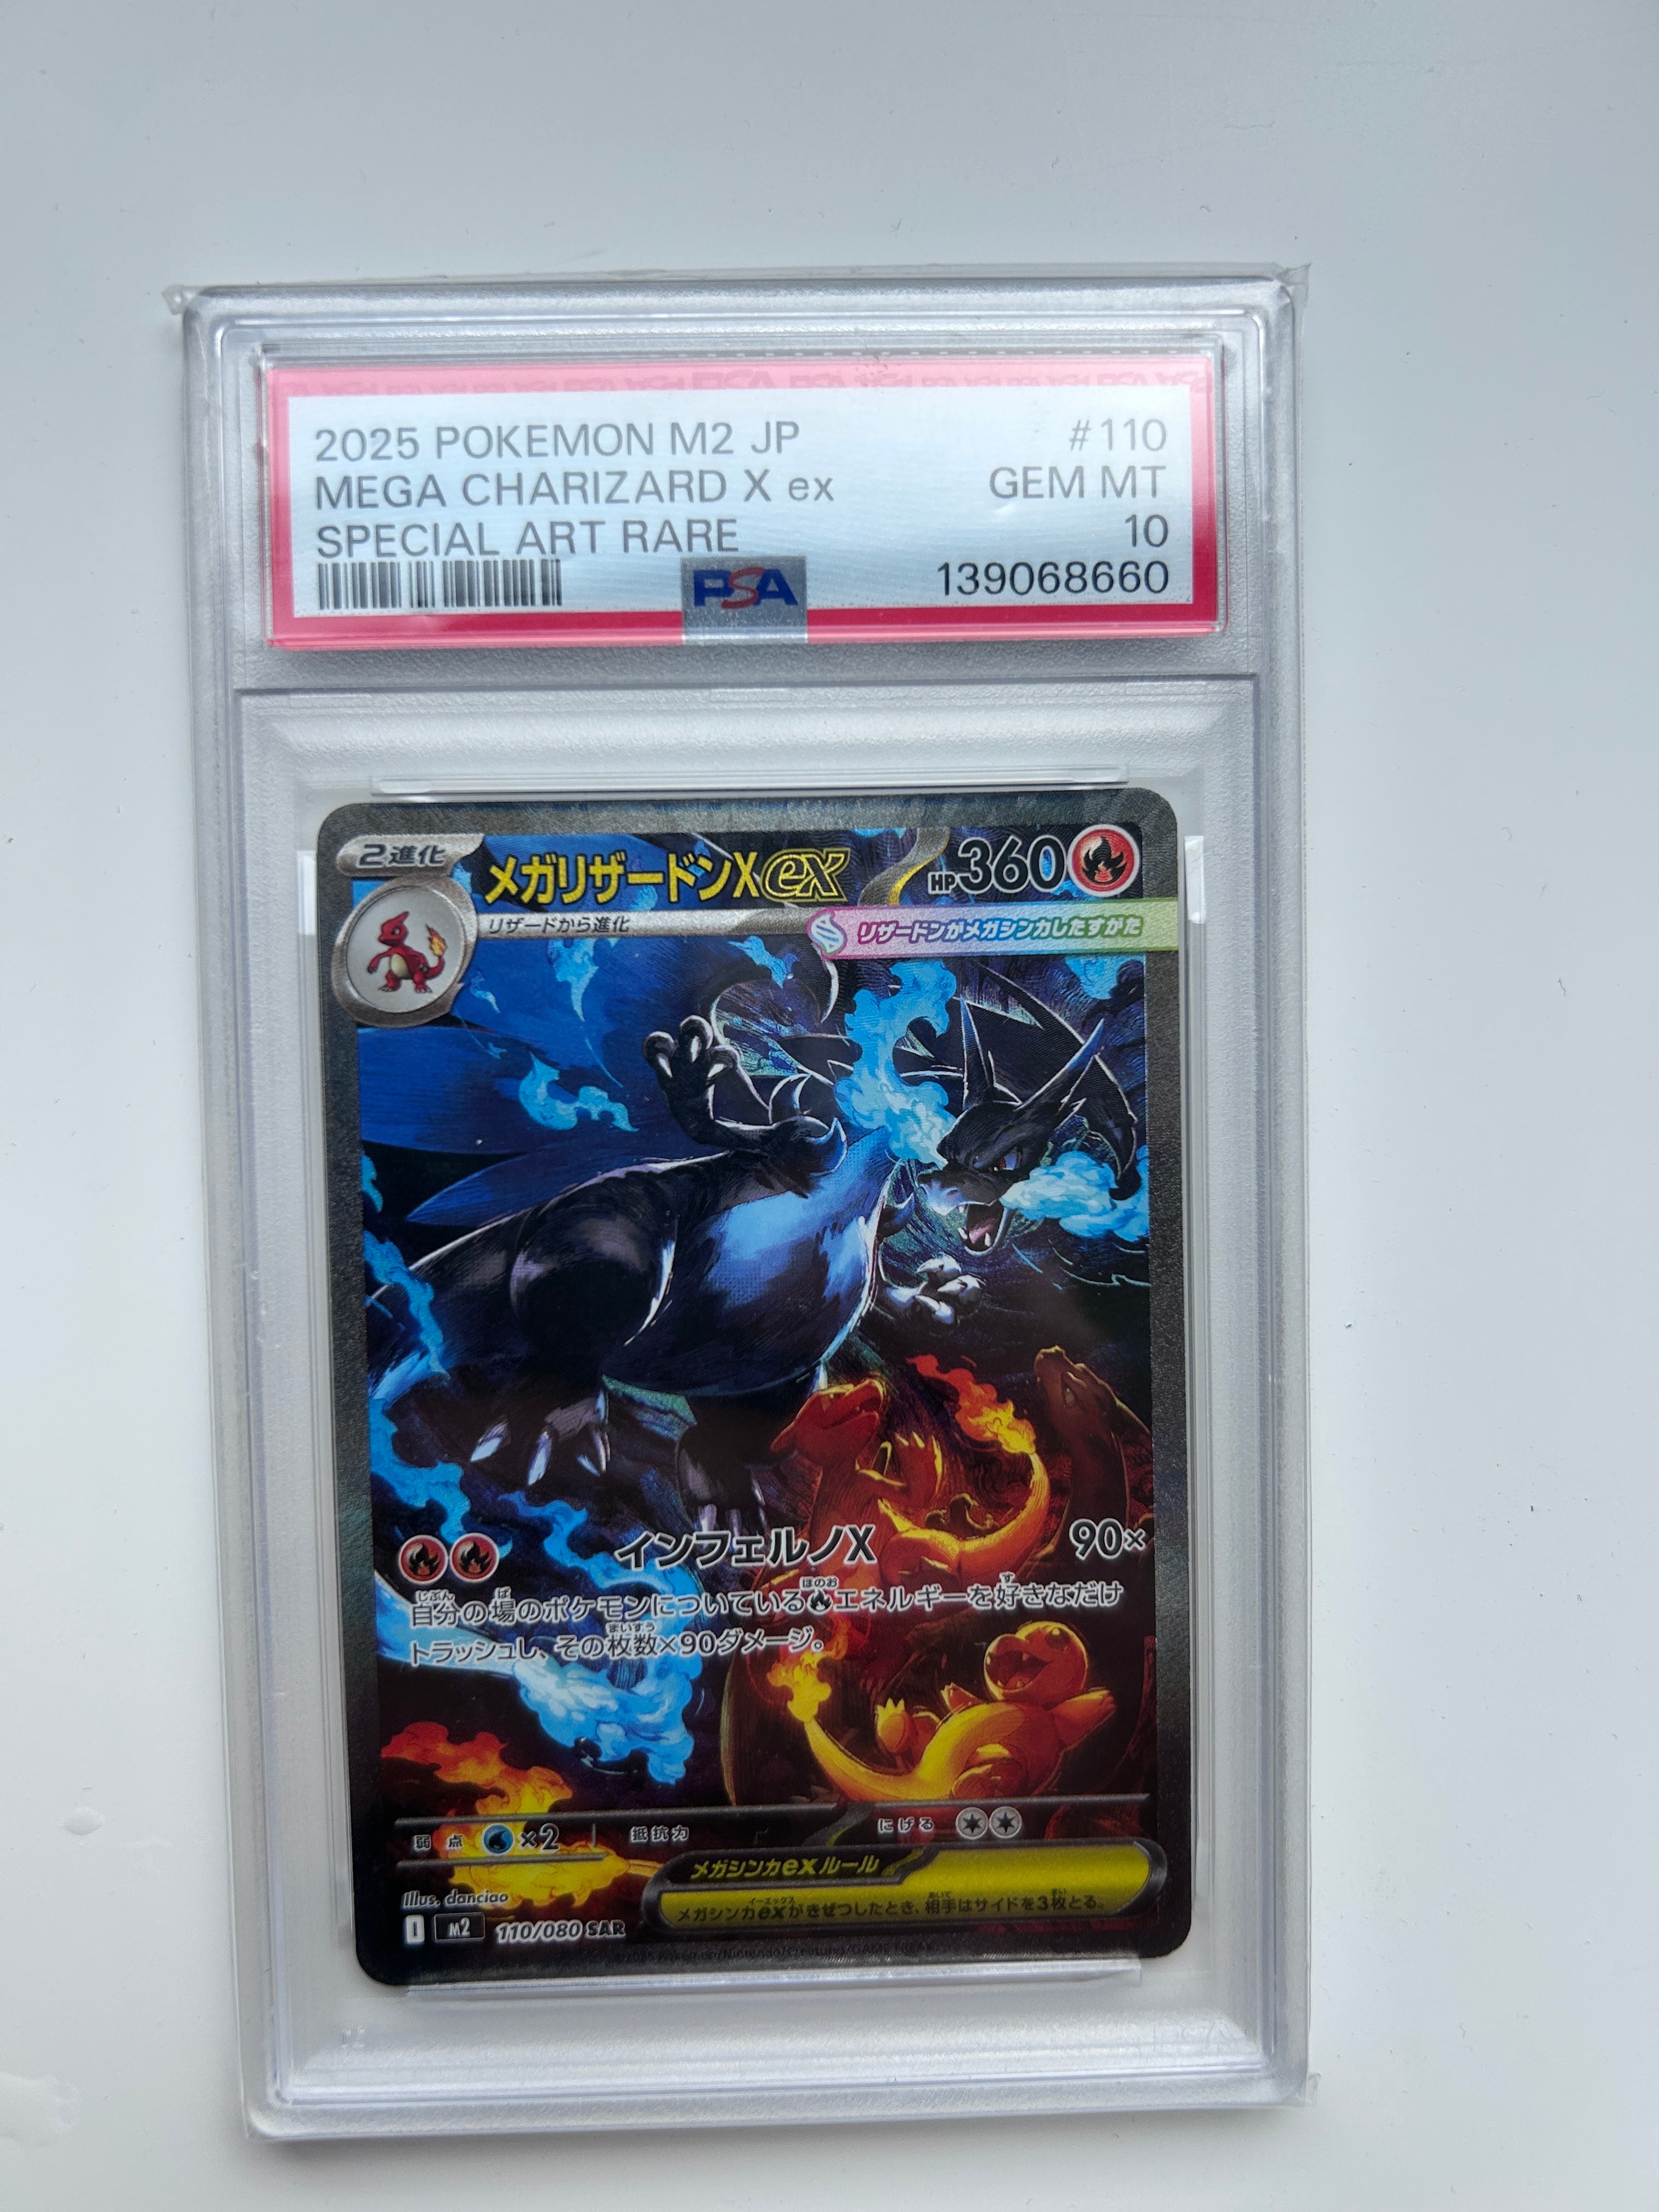 2025 POKEMON M2 JP #110
MEGA CHARIZARD X ex GEM MT
SPECIAL ART RARE 10
PSA 139068660
2進化 メガリザードンXex HP360
リザードから進化 リザードンがメガシンカしたすがた
インフェルノX 90×
自分の場のポケモンについているエネルギーを好きなだけ
トラッシュし、その枚数×90ダメージ。
弱点 ×2 抵抗力 にげる
メガシンカexルール
メガシンカexがきぜつしたとき、相手はサイドを3枚とる。
Illus. danciao
I M2 110/080 SAR
Pokémon/Nintendo/Creatures/GAME FREAK